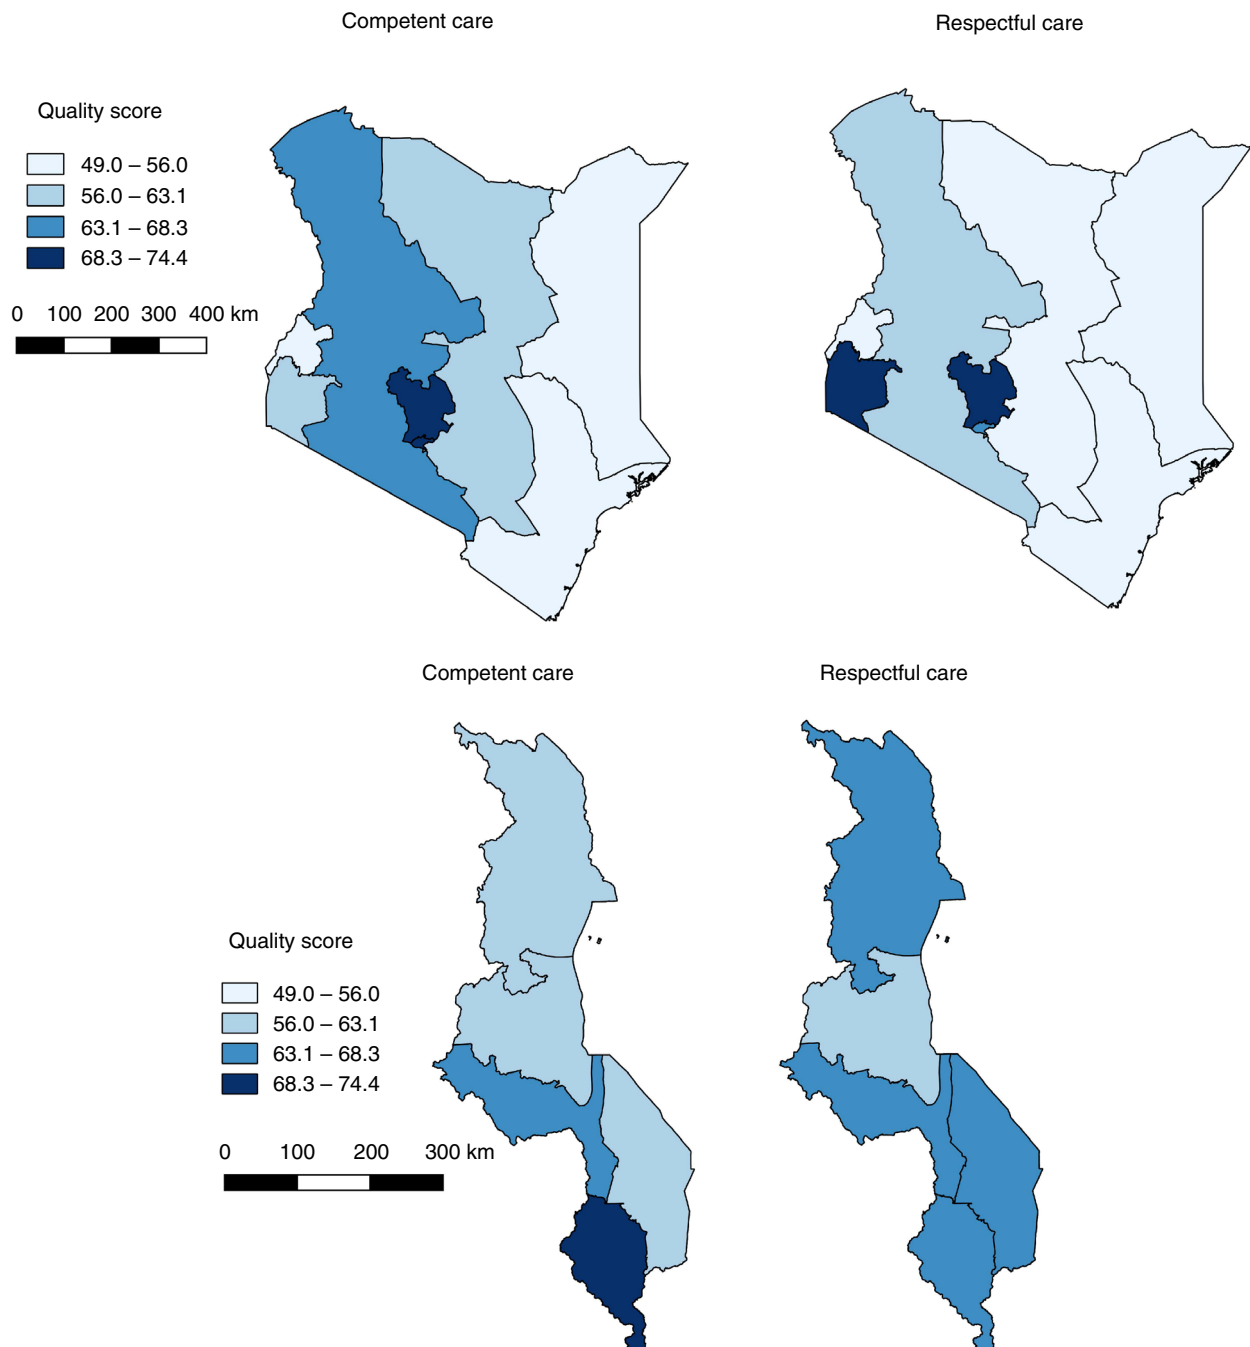 Competent care
Respectful care
Quality score
49.0 – 56.0
56.0 – 63.1
63.1 – 68.3
68.3 – 74.4
0 100 200 300 400 km
Competent care
Respectful care
Quality score
49.0 – 56.0
56.0 – 63.1
63.1 – 68.3
68.3 – 74.4
0 100 200 300 km